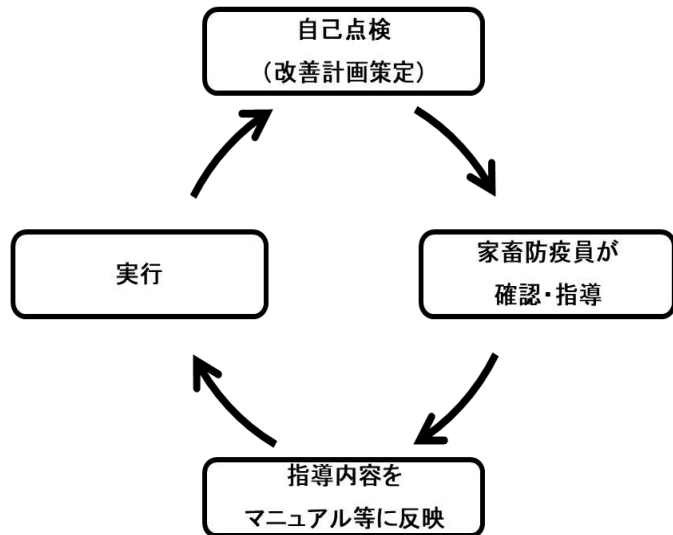 自己点検
（改善計画策定）
家畜防疫員が
確認・指導
指導内容を
マニュアル等に反映
実行